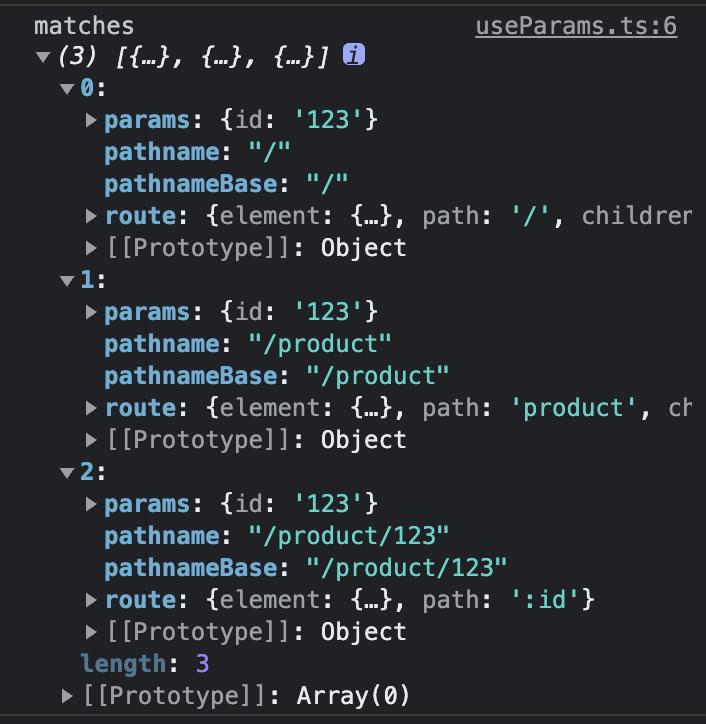 matches useParams.ts:6
▼(3) [{…}, {…}, {…}] i
▼0:
▶params: {id: '123'}
pathname: "/"
pathnameBase: "/"
▶route: {element: {…}, path: '/', children
▶[[Prototype]]: Object
▼1:
▶params: {id: '123'}
pathname: "/product"
pathnameBase: "/product"
▶route: {element: {…}, path: 'product', ch
▶[[Prototype]]: Object
▼2:
▶params: {id: '123'}
pathname: "/product/123"
pathnameBase: "/product/123"
▶route: {element: {…}, path: ':id'}
▶[[Prototype]]: Object
length: 3
▶[[Prototype]]: Array(0)